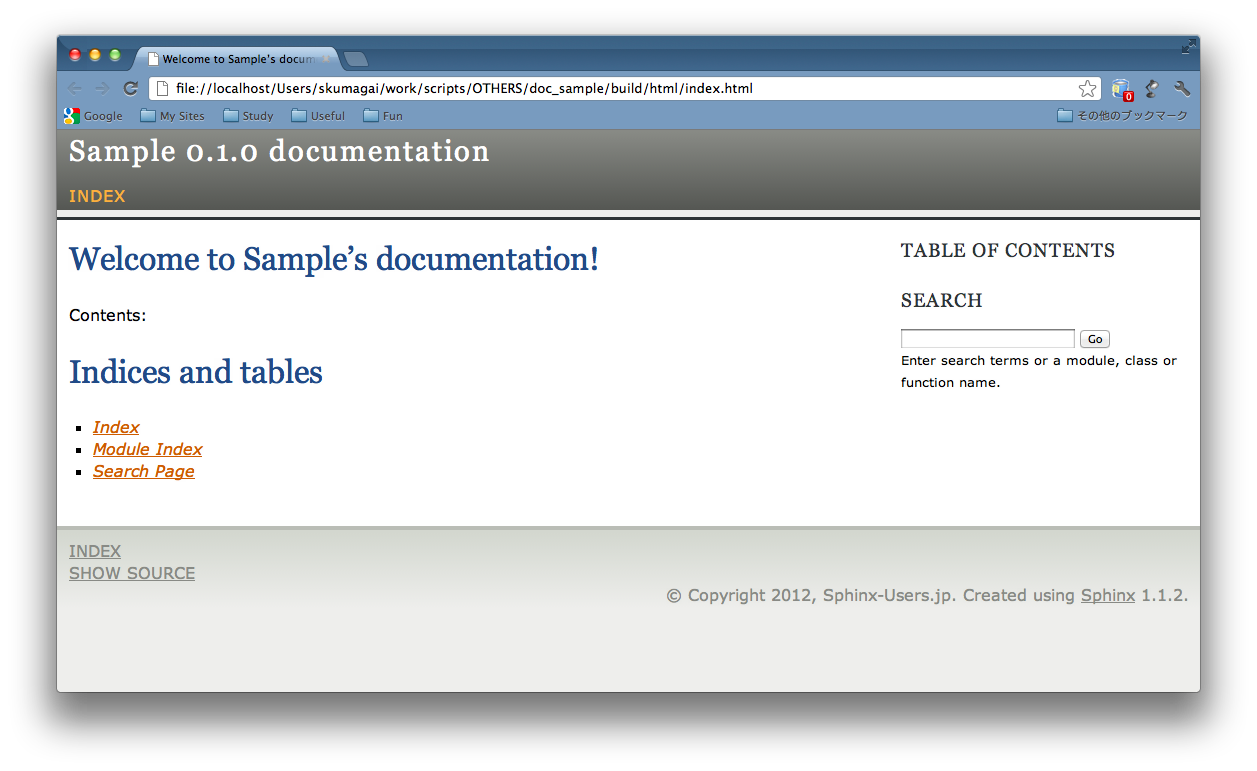 Welcome to Sample's docum
file://localhost/Users/skumagai/work/scripts/OTHERS/doc_sample/build/html/index.html
0
Google My Sites Study Useful Fun その他のブックマーク
Sample 0.1.0 documentation
INDEX
Welcome to Sample’s documentation!
Contents:
Indices and tables
Index
Module Index
Search Page
TABLE OF CONTENTS
SEARCH
Go
Enter search terms or a module, class or
function name.
INDEX
SHOW SOURCE
© Copyright 2012, Sphinx-Users.jp. Created using Sphinx 1.1.2.